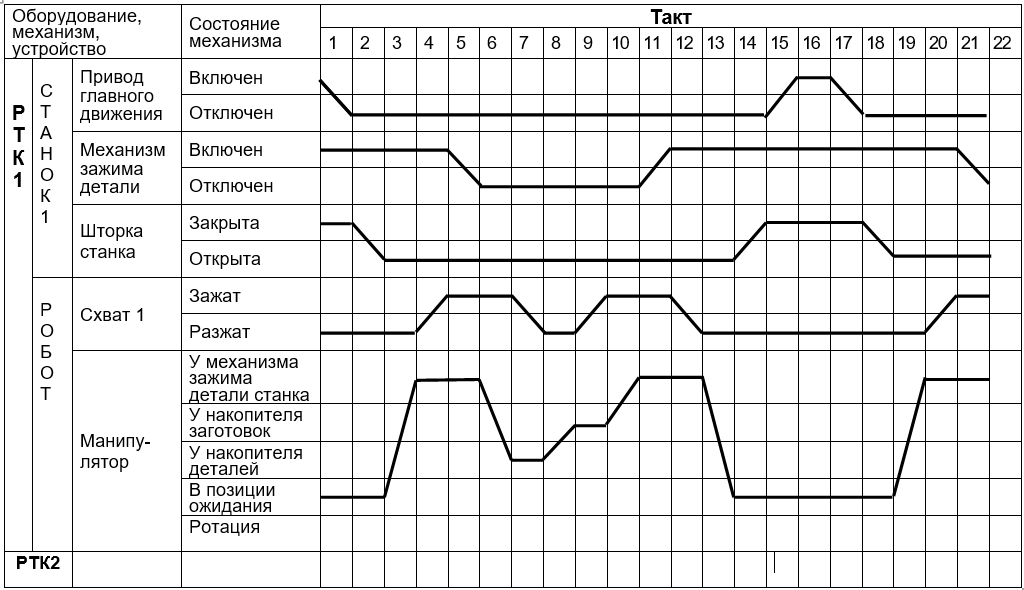 Оборудование,
механизм,
устройство
Состояние
механизма
Такт
1 2 3 4 5 6 7 8 9 10 11 12 13 15 16 17 18 19 20 21 22
РТК1
СТАНОК1
Привод
главного
движения
Включен
Отключен
Механизм
зажима
детали
Включен
Отключен
Шторка
станка
Закрыта
Открыта
РОБОТ
Схват 1
Зажат
Разжат
Манипу-
лятор
У механизма
зажима
детали станка
У накопителя
заготовок
У накопителя
деталей
В позиции
ожидания
Ротация
РТК2